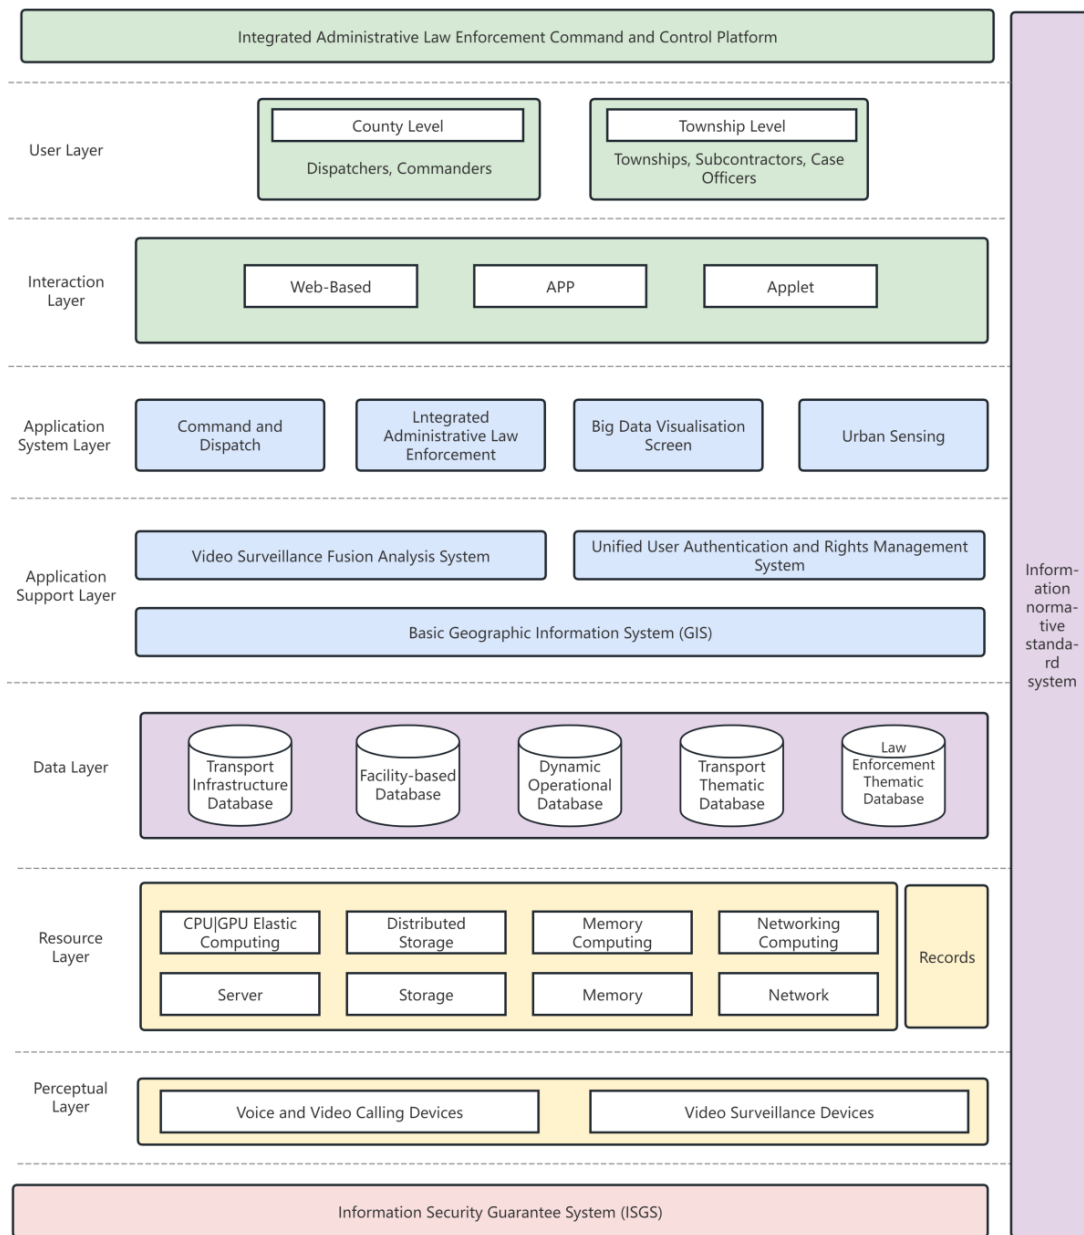 Integrated Administrative Law Enforcement Command and Control Platform
User Layer
County Level
Dispatchers, Commanders
Township Level
Townships, Subcontractors, Case
Officers
Interaction
Layer
Web-Based
APP
Applet
Application
System Layer
Command and
Dispatch
Lntegrated
Administrative Law
Enforcement
Big Data Visualisation
Screen
Urban Sensing
Application
Support Layer
Video Surveillance Fusion Analysis System
Unified User Authentication and Rights Management
System
Basic Geographic Information System (GIS)
Data Layer
Transport
Infrastructure
Database
Facility-based
Database
Dynamic
Operational
Database
Transport
Thematic
Database
Law
Enforcement
Thematic
Database
Resource
Layer
CPU|GPU Elastic
Computing
Distributed
Storage
Memory
Computing
Networking
Computing
Server
Storage
Memory
Network
Records
Perceptual
Layer
Voice and Video Calling Devices
Video Surveillance Devices
Information Security Guarantee System (ISGS)
Inform-
ation
norma-
tive
standa-
rd
system